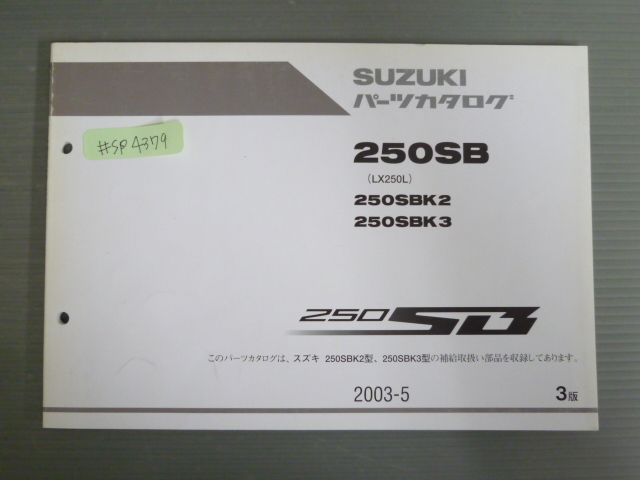 SUZUKI
パーツカタログ
#SP4379
250SB
（LX250L）
250SBK2
250SBK3
250SB
このパーツカタログは、スズキ 250SBK2型、250SBK3型の補給取扱い部品を収録してあります。
2003-5
3版